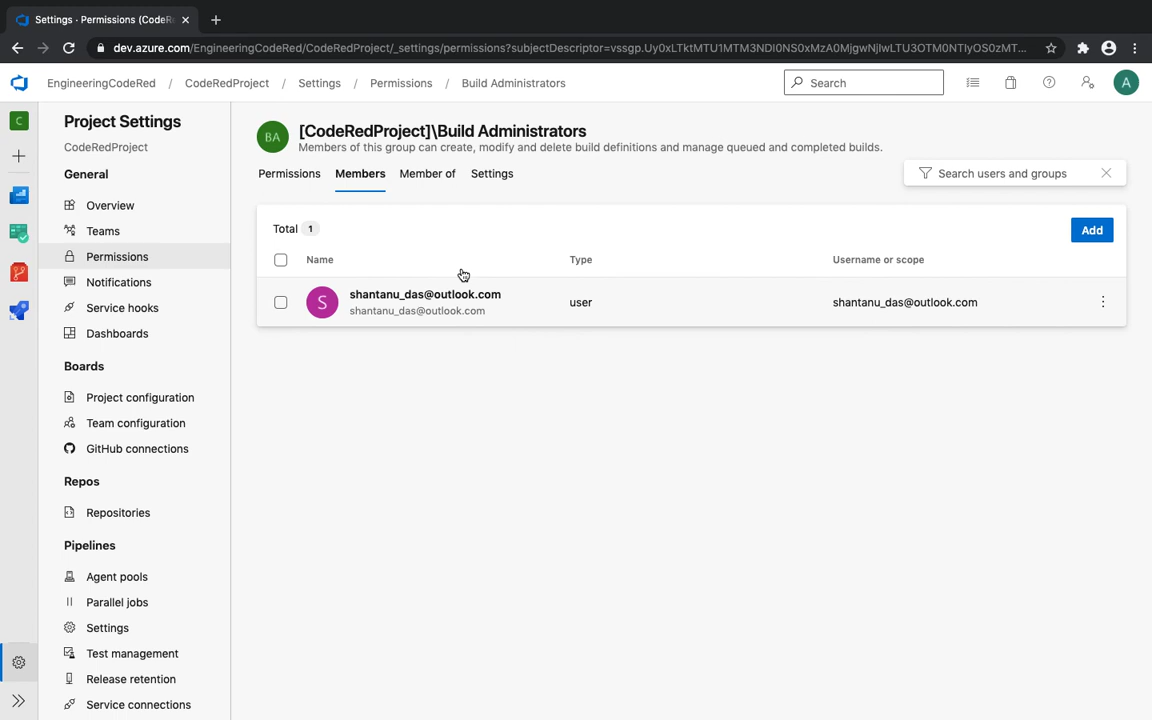 Settings · Permissions (CodeRe
dev.azure.com/EngineeringCodeRed/CodeRedProject/_settings/permissions?subjectDescriptor=vssgp.Uy0xLTktMTU1MTM3NDI0NS0xMzA0MjgwNjIwLTU3OTM0NTIyOS0zMT...
EngineeringCodeRed / CodeRedProject / Settings / Permissions / Build Administrators
Search
A
C
Project Settings
CodeRedProject
General
Overview
Teams
Permissions
Notifications
Service hooks
Dashboards
Boards
Project configuration
Team configuration
GitHub connections
Repos
Repositories
Pipelines
Agent pools
Parallel jobs
Settings
Test management
Release retention
Service connections
BA
[CodeRedProject]\Build Administrators
Members of this group can create, modify and delete build definitions and manage queued and completed builds.
Permissions Members Member of Settings
Search users and groups
Total 1
Add
Name Type Username or scope
S
shantanu_das@outlook.com user shantanu_das@outlook.com
shantanu_das@outlook.com